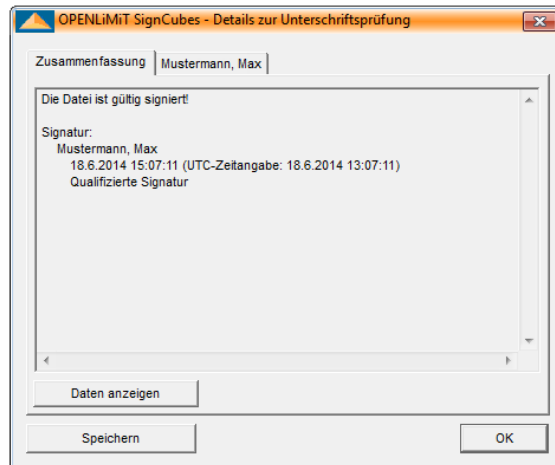 OPENLiMiT SignCubes - Details zur Unterschriftsprüfung
Zusammenfassung
Mustermann, Max
Die Datei ist gültig signiert!
Signatur:
Mustermann, Max
18.6.2014 15:07:11 (UTC-Zeitangabe: 18.6.2014 13:07:11)
Qualifizierte Signatur
Daten anzeigen
Speichern
OK